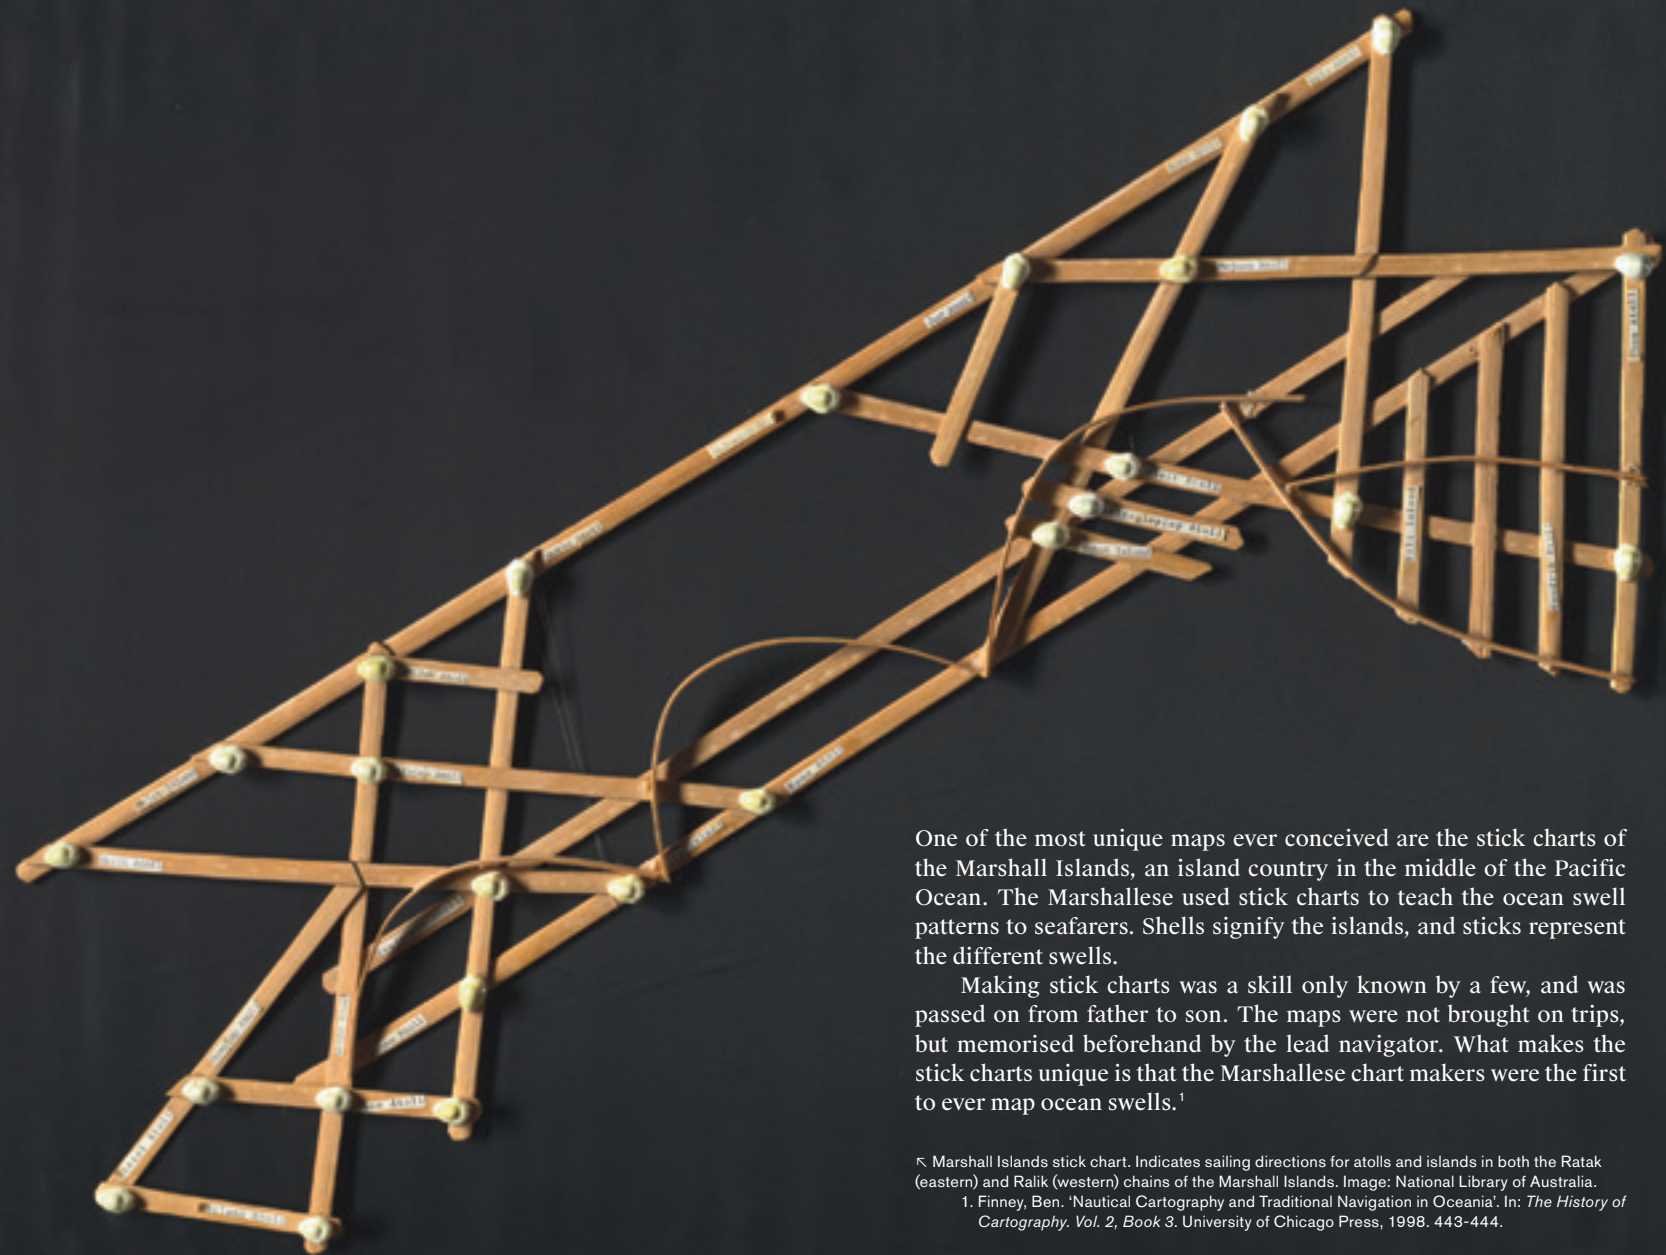 One of the most unique maps ever conceived are the stick charts of
the Marshall Islands, an island country in the middle of the Pacific
Ocean. The Marshallese used stick charts to teach the ocean swell
patterns to seafarers. Shells signify the islands, and sticks represent
the different swells.
Making stick charts was a skill only known by a few, and was
passed on from father to son. The maps were not brought on trips,
but memorised beforehand by the lead navigator. What makes the
stick charts unique is that the Marshallese chart makers were the first
to ever map ocean swells.¹
↖ Marshall Islands stick chart. Indicates sailing directions for atolls and islands in both the Ratak
(eastern) and Ralik (western) chains of the Marshall Islands. Image: National Library of Australia.
1. Finney, Ben. ‘Nautical Cartography and Traditional Navigation in Oceania’. In: The History of
Cartography. Vol. 2, Book 3. University of Chicago Press, 1998. 443-444.